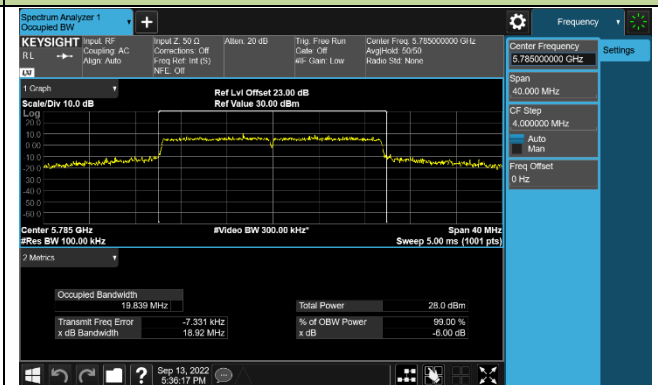 Spectrum Analyzer 1
Occupied BW
+
Frequency
KEYSIGHT
RL
LXI
Input: RF
Coupling: AC
Align: Auto
Input Z: 50 Ω
Corrections: Off
Freq Ref: Int (S)
NFE: Off
Atten: 20 dB
Trig: Free Run
Gate: Off
#IF Gain: Low
Center Freq: 5.785000000 GHz
Avg|Hold: 50/50
Radio Std: None
Center Frequency
5.785000000 GHz
Settings
Span
40.000 MHz
CF Step
4.000000 MHz
Auto
Man
Freq Offset
0 Hz
1 Graph
Scale/Div 10.0 dB
Ref Lvl Offset 23.00 dB
Ref Value 30.00 dBm
Log
20.0
10.0
0.00
-10.0
-20.0
-30.0
-40.0
-50.0
-60.0
Center 5.785 GHz
#Video BW 300.00 kHz*
Span 40 MHz
#Res BW 100.00 kHz
Sweep 5.00 ms (1001 pts)
2 Metrics
Occupied Bandwidth
19.839 MHz
Total Power 28.0 dBm
Transmit Freq Error -7.331 kHz
% of OBW Power 99.00 %
x dB Bandwidth 18.92 MHz
x dB -6.00 dB
?
Sep 13, 2022
5:36:17 PM